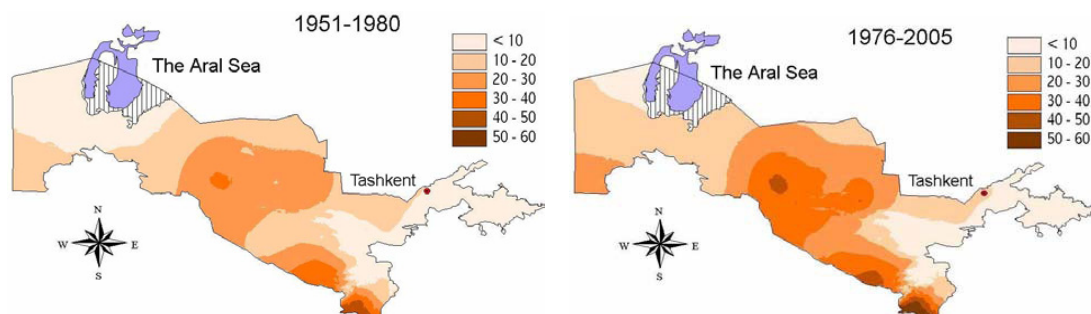 1951-1980
The Aral Sea
< 10
10 - 20
20 - 30
30 - 40
40 - 50
50 - 60
Tashkent
N
W
E
S
1976-2005
The Aral Sea
< 10
10 - 20
20 - 30
30 - 40
40 - 50
50 - 60
Tashkent
N
W
E
S